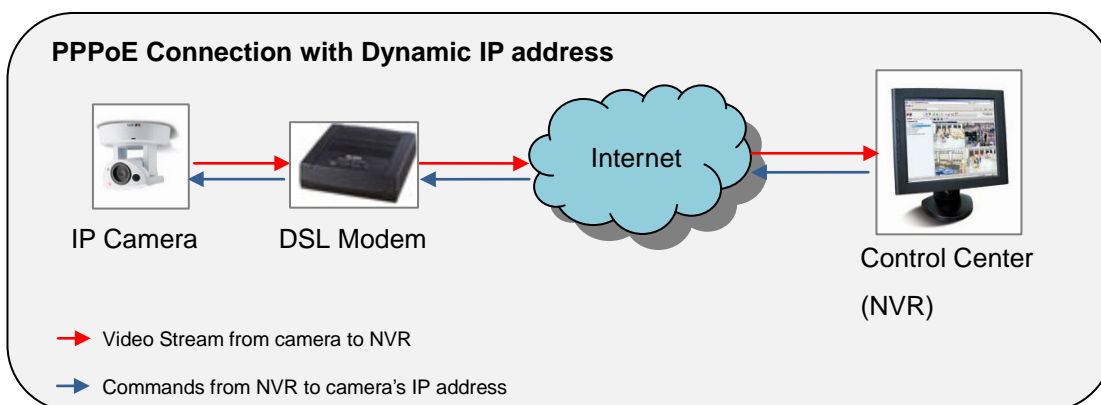 PPPoE Connection with Dynamic IP address
Internet
IP Camera
DSL Modem
Control Center
(NVR)
Video Stream from camera to NVR
Commands from NVR to camera’s IP address